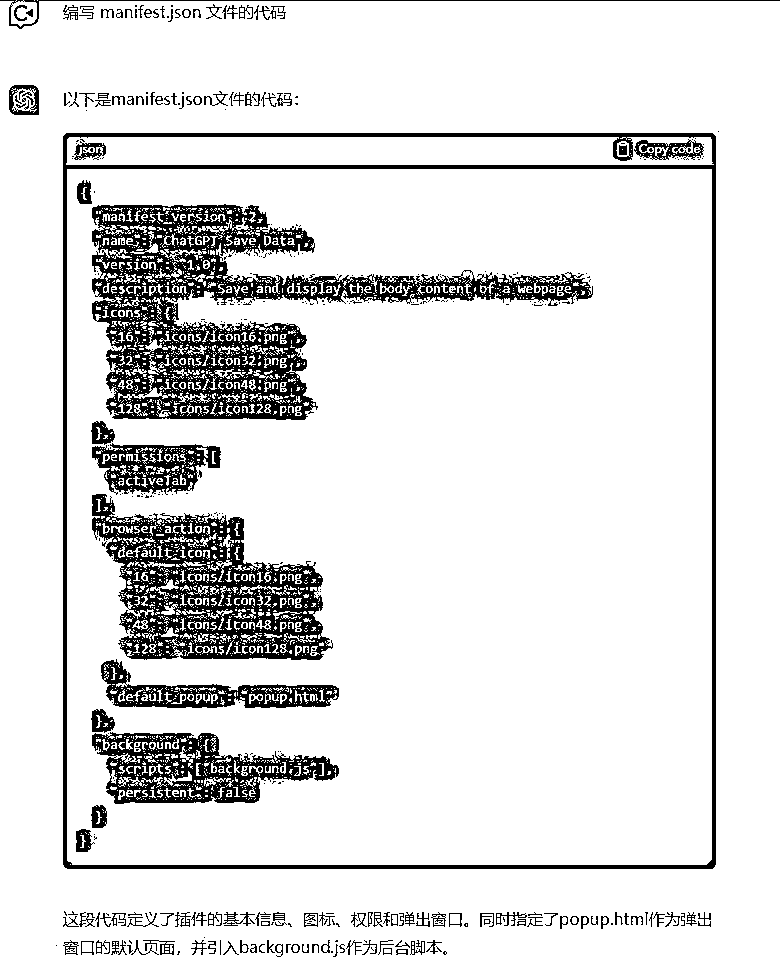 编写 manifest.json 文件的代码
以下是manifest.json文件的代码：
json
Copy code
{
"manifest_version": 2,
"name": "ChatGPT Save Data",
"version": "1.0",
"description": "Save and display the body content of a webpage",
"icons": {
"16": "icons/icon16.png",
"32": "icons/icon32.png",
"48": "icons/icon48.png",
"128": "icons/icon128.png"
},
"permissions": [
"activeTab"
],
"browser_action": {
"default_icon": {
"16": "icons/icon16.png",
"32": "icons/icon32.png",
"48": "icons/icon48.png",
"128": "icons/icon128.png"
},
"default_popup": "popup.html"
},
"background": {
"scripts": ["background.js"],
"persistent": false
}
}
这段代码定义了插件的基本信息、图标、权限和弹出窗口。同时指定了popup.html作为弹出
窗口的默认页面，并引入background.js作为后台脚本。